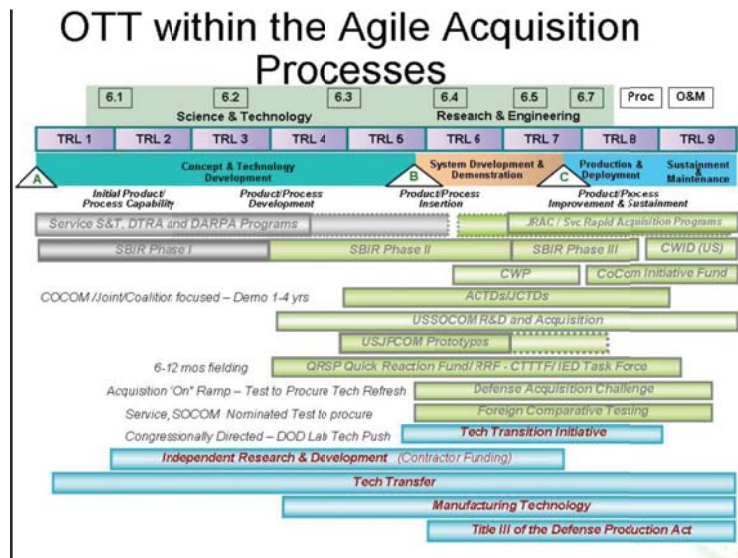 OTT within the Agile Acquisition
Processes
6.1 6.2 6.3 6.4 6.5 6.7 Proc O&M
Science & Technology Research & Engineering
TRL 1 TRL 2 TRL 3 TRL 4 TRL 5 TRL 6 TRL 7 TRL 8 TRL 9
A Concept & Technology Development B System Development & Demonstration C Production & Deployment Sustainment & Maintenance
Initial Product/ Process Capability Product/Process Development Product/Process Insertion Product/Process Improvement & Sustainment
Service S&T, DTRA and DARPA Programs JRAC / Svc Rapid Acquisition Programs
SBIR Phase I SBIR Phase II SBIR Phase III CWID (US)
CWP CoCom Initiative Fund
COCOM /Joint/Coalition focused – Demo 1-4 yrs ACTDs/JCTDs
USSOCOM R&D and Acquisition
USJFCOM Prototypes
6-12 mos fielding QRSP Quick Reaction Fund/ RRF - CTTTF/ IED Task Force
Acquisition 'On" Ramp – Test to Procure Tech Refresh Defense Acquisition Challenge
Service, SOCOM Nominated Test to procure Foreign Comparative Testing
Congressionally Directed – DOD Lab Tech Push Tech Transition Initiative
Independent Research & Development (Contractor Funding)
Tech Transfer
Manufacturing Technology
Title III of the Defense Production Act